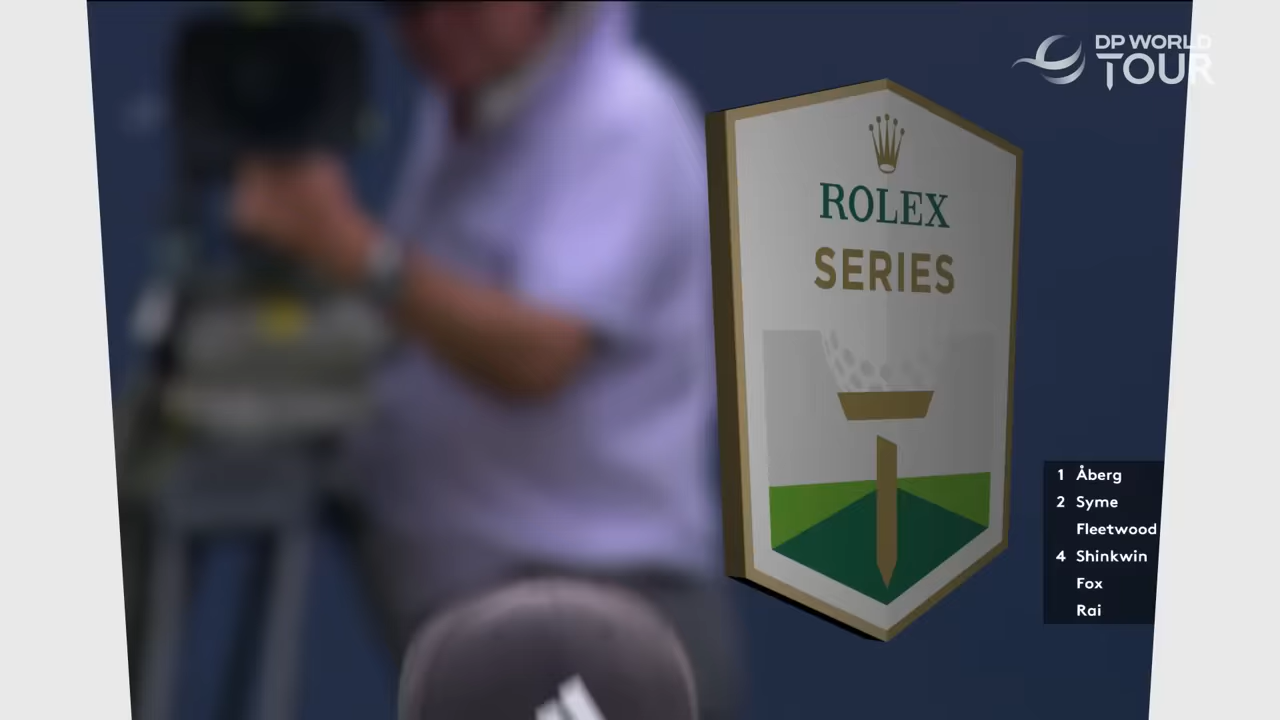 DP WORLD
TOUR
ROLEX
SERIES
1 Åberg
2 Syme
Fleetwood
4 Shinkwin
Fox
Rai